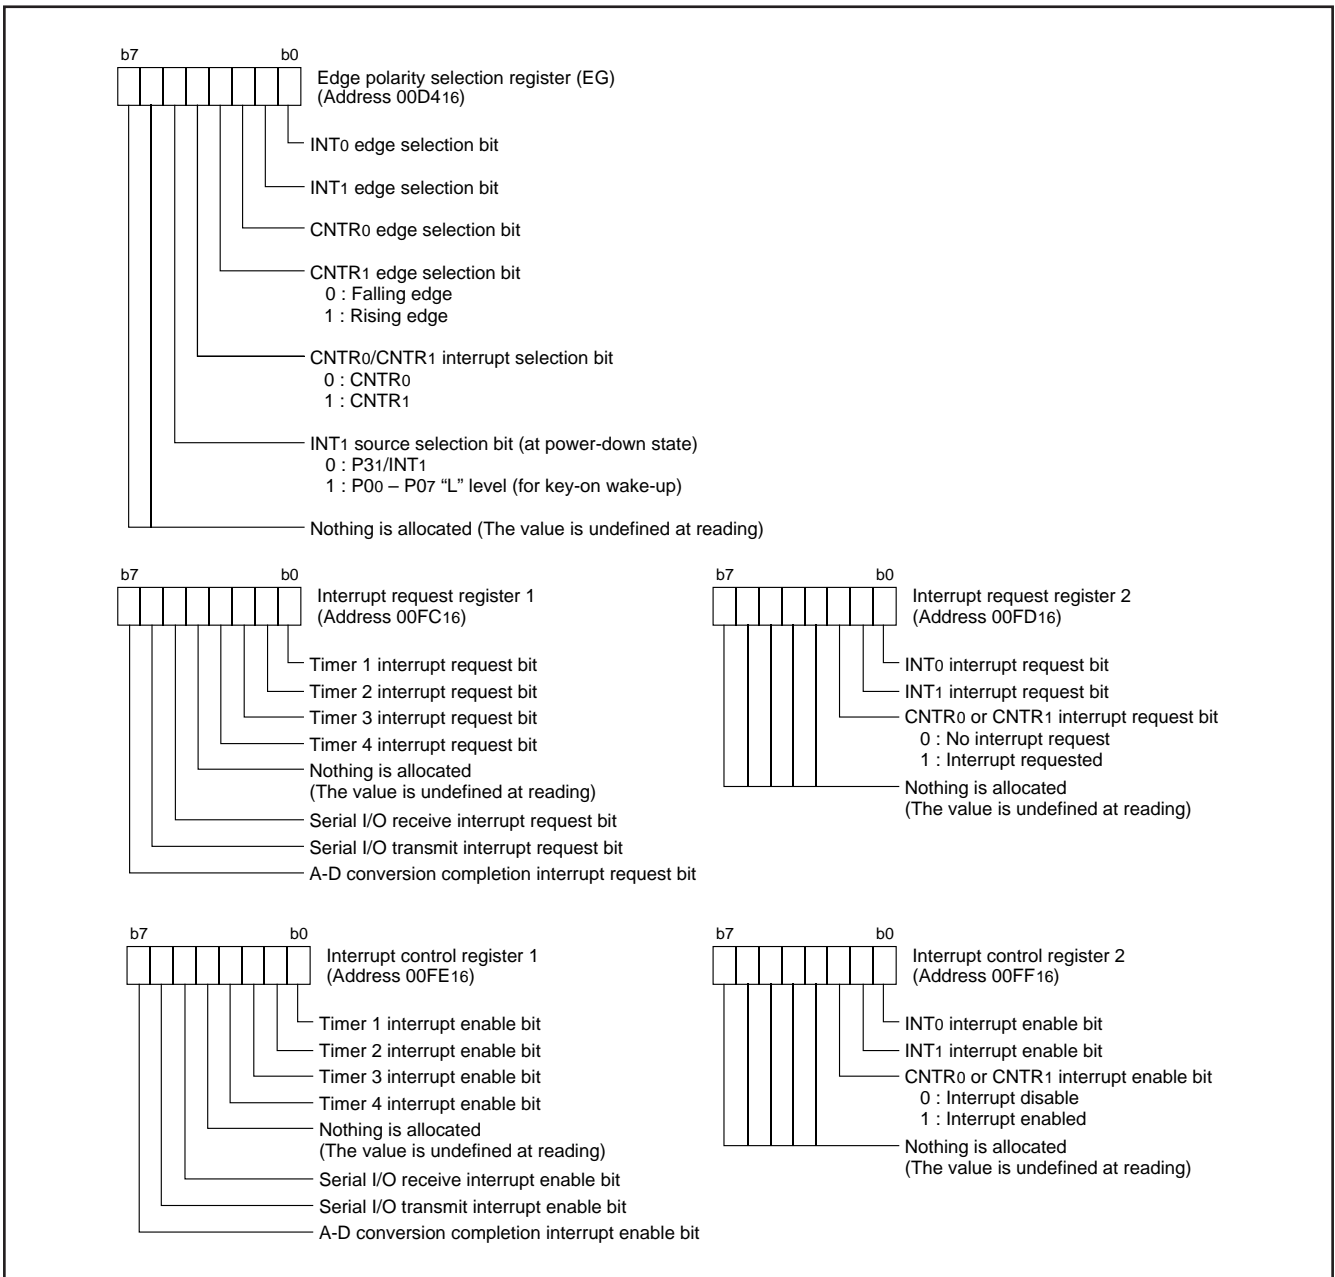 b7 b0
Edge polarity selection register (EG)
(Address 00D416)
INT0 edge selection bit
INT1 edge selection bit
CNTR0 edge selection bit
CNTR1 edge selection bit
0 : Falling edge
1 : Rising edge
CNTR0/CNTR1 interrupt selection bit
0 : CNTR0
1 : CNTR1
INT1 source selection bit (at power-down state)
0 : P31/INT1
1 : P00 – P07 “L” level (for key-on wake-up)
Nothing is allocated (The value is undefined at reading)
b7 b0
Interrupt request register 1
(Address 00FC16)
Timer 1 interrupt request bit
Timer 2 interrupt request bit
Timer 3 interrupt request bit
Timer 4 interrupt request bit
Nothing is allocated
(The value is undefined at reading)
Serial I/O receive interrupt request bit
Serial I/O transmit interrupt request bit
A-D conversion completion interrupt request bit
b7 b0
Interrupt request register 2
(Address 00FD16)
INT0 interrupt request bit
INT1 interrupt request bit
CNTR0 or CNTR1 interrupt request bit
0 : No interrupt request
1 : Interrupt requested
Nothing is allocated
(The value is undefined at reading)
b7 b0
Interrupt control register 1
(Address 00FE16)
Timer 1 interrupt enable bit
Timer 2 interrupt enable bit
Timer 3 interrupt enable bit
Timer 4 interrupt enable bit
Nothing is allocated
(The value is undefined at reading)
Serial I/O receive interrupt enable bit
Serial I/O transmit interrupt enable bit
A-D conversion completion interrupt enable bit
b7 b0
Interrupt control register 2
(Address 00FF16)
INT0 interrupt enable bit
INT1 interrupt enable bit
CNTR0 or CNTR1 interrupt enable bit
0 : Interrupt disable
1 : Interrupt enabled
Nothing is allocated
(The value is undefined at reading)